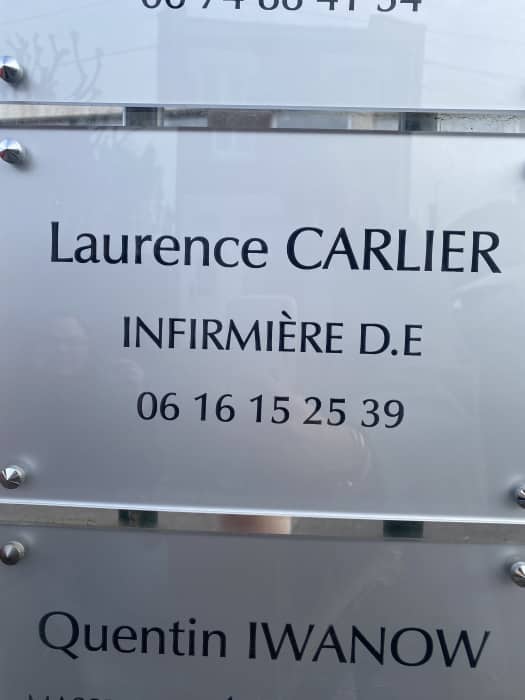 Laurence CARLIER
INFIRMIÈRE D.E
06 16 15 25 39
Quentin IWANOW